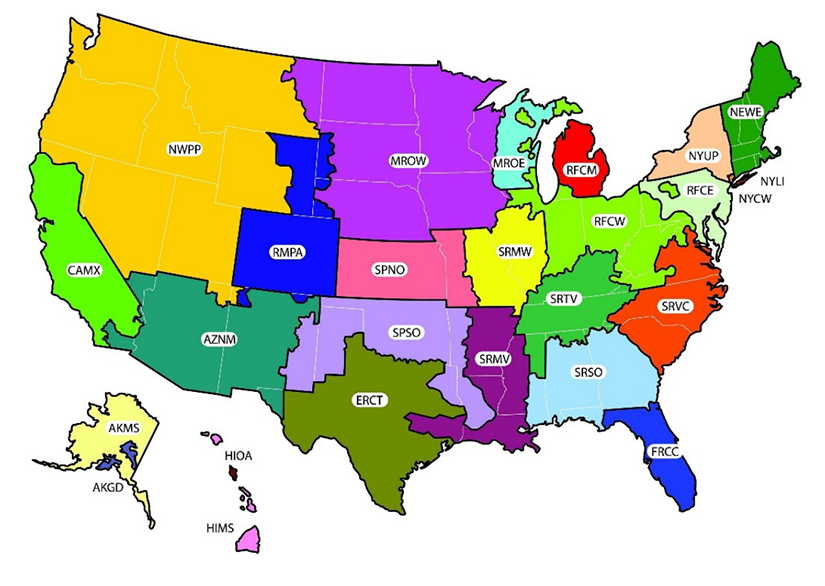 NEWE
NWPP
NYUP
MROW
MROE
RFCM
NYLI
RFCE
NYCW
RFCW
RMPA
SRMW
CAMX
SPNO
SRTV
SRVC
AZNM
SPSO
SRMV
SRSO
ERCT
AKMS
FRCC
HIOA
AKGD
HIMS